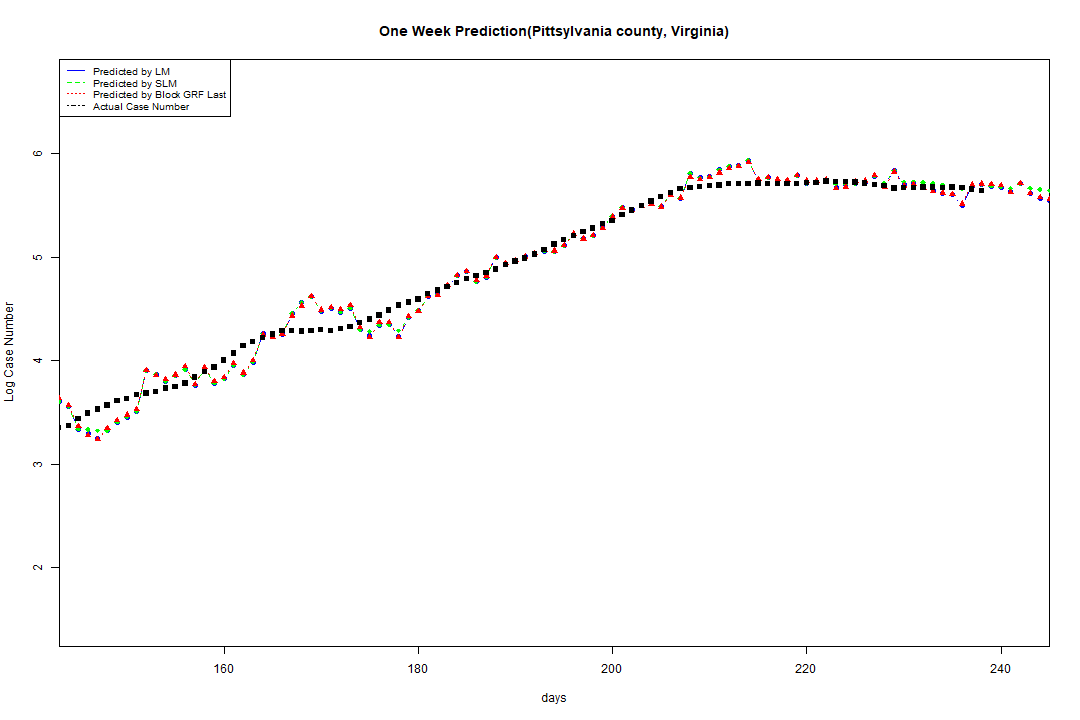 One Week Prediction(Pittsylvania county, Virginia)
Predicted by LM
Predicted by SLM
Predicted by Block GRF Last
Actual Case Number
6
5
4
3
2
Log Case Number
160 180 200 220 240
days